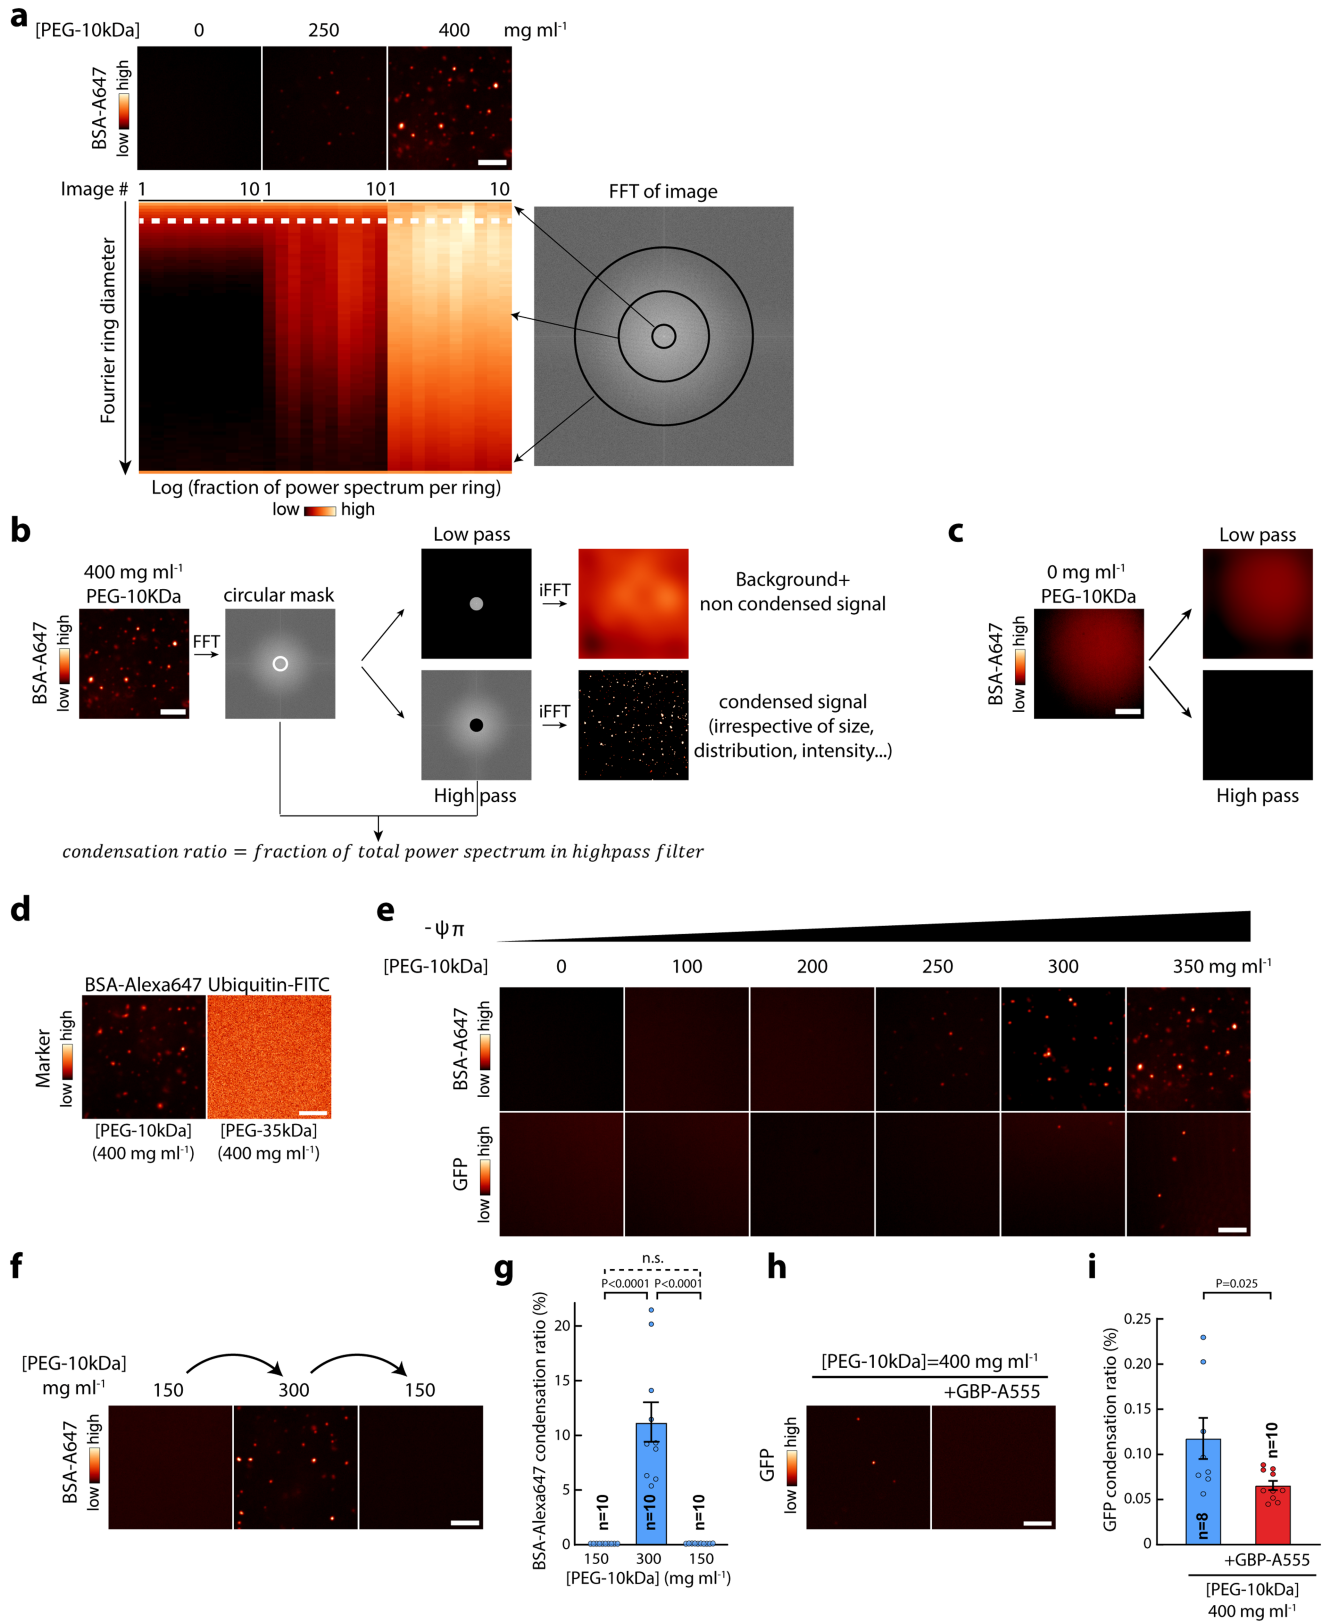 a
[PEG-10kDa] 0 250 400 mg ml-1
BSA-A647
low high
Image # 1 10 1 10 1 10
FFT of image
Fourrier ring diameter
Log (fraction of power spectrum per ring)
low high
b
400 mg ml-1
PEG-10KDa
BSA-A647
low high
FFT
circular mask
Low pass
iFFT
Background+
non condensed signal
iFFT
condensed signal
(irrespective of size,
distribution, intensity...)
High pass
condensation ratio = fraction of total power spectrum in highpass filter
c
0 mg ml-1
PEG-10KDa
BSA-A647
low high
Low pass
High pass
d
BSA-Alexa647 Ubiquitin-FITC
Marker
low high
[PEG-10kDa] [PEG-35kDa]
(400 mg ml-1) (400 mg ml-1)
e
-ψπ
[PEG-10kDa] 0 100 200 250 300 350 mg ml-1
BSA-A647
low high
GFP
low high
f
[PEG-10kDa]
mg ml-1 150 300 150
BSA-A647
low high
g
n.s.
P<0.0001 P<0.0001
BSA-Alexa647 condensation ratio (%)
20
15
10
5
0
n=10 n=10 n=10
150 300 150
[PEG-10kDa] (mg ml-1)
h
[PEG-10kDa]=400 mg ml-1
+GBP-A555
GFP
low high
i
P=0.025
GFP condensation ratio (%)
0.25
0.20
0.15
0.10
0.05
0
n=8 n=10
+GBP-A555
[PEG-10kDa]
400 mg ml-1